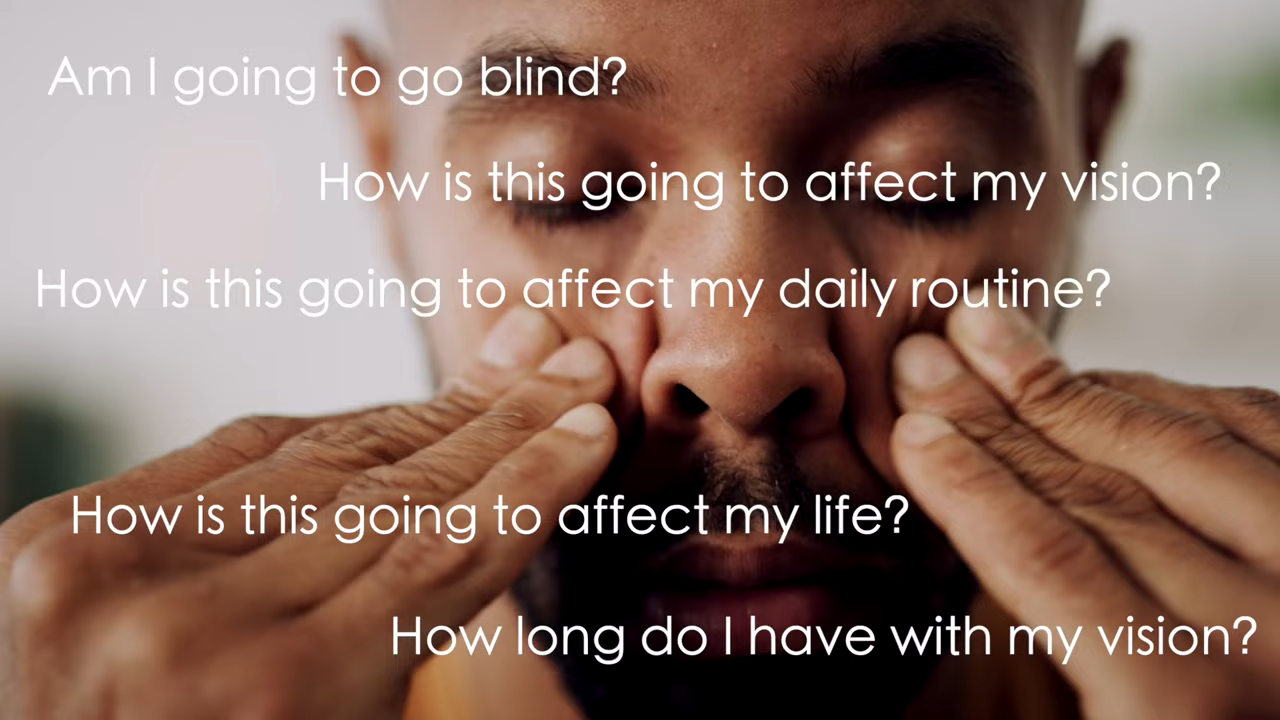 Am I going to go blind?
How is this going to affect my vision?
How is this going to affect my daily routine?
How is this going to affect my life?
How long do I have with my vision?